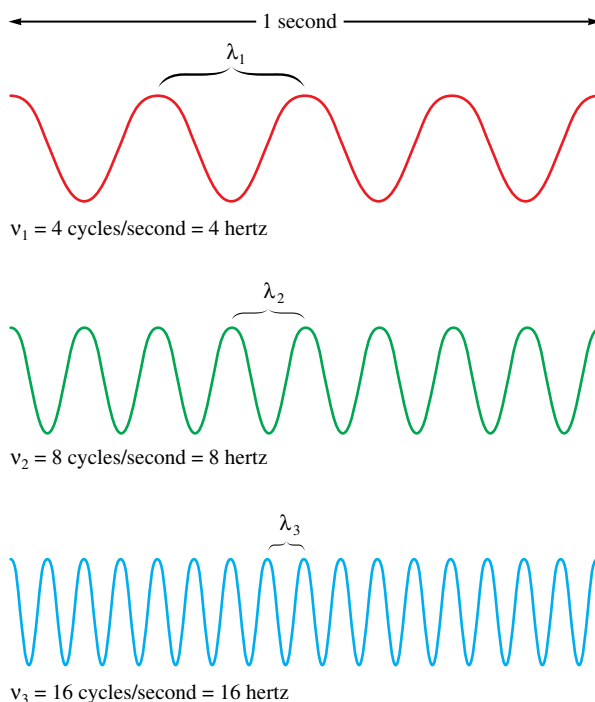 1 second
λ₁
ν₁ = 4 cycles/second = 4 hertz
λ₂
ν₂ = 8 cycles/second = 8 hertz
λ₃
ν₃ = 16 cycles/second = 16 hertz